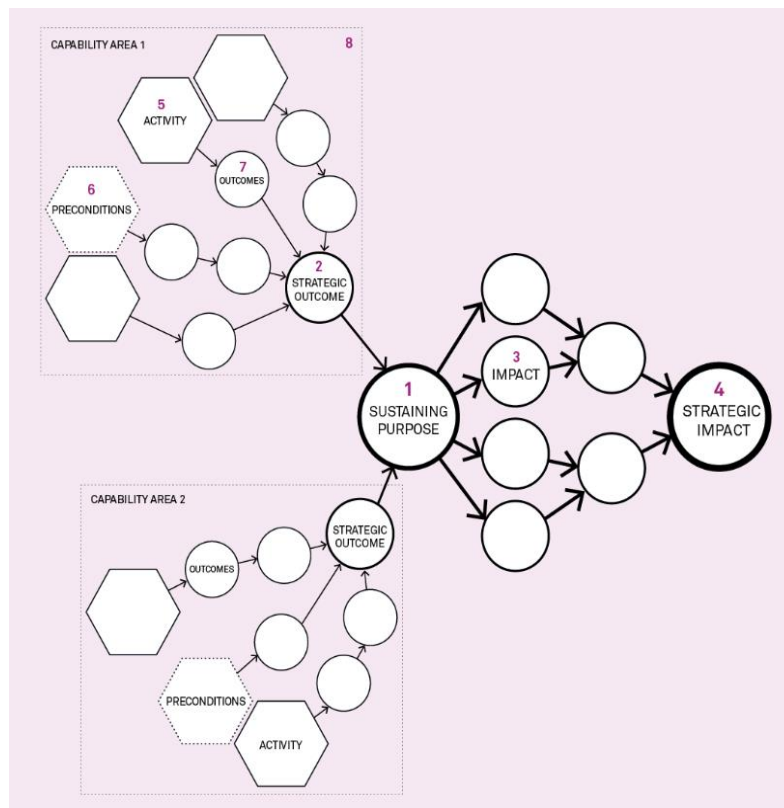 CAPABILITY AREA 1
8
5
ACTIVITY
7
OUTCOMES
6
PRECONDITIONS
2
STRATEGIC
OUTCOME
3
IMPACT
1
SUSTAINING
PURPOSE
4
STRATEGIC
IMPACT
CAPABILITY AREA 2
STRATEGIC
OUTCOME
OUTCOMES
PRECONDITIONS
ACTIVITY